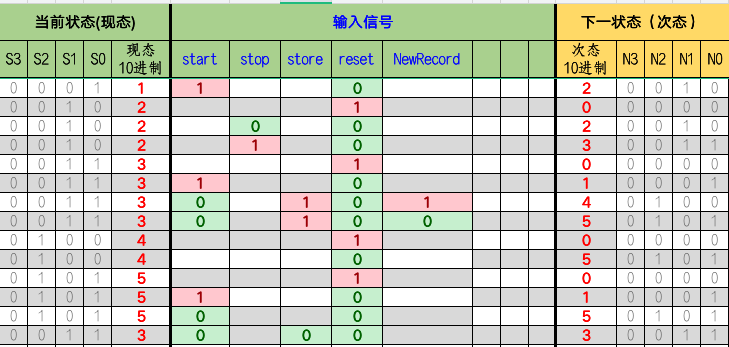 当前状态(现态) 输入信号 下一状态（次态）
S3 S2 S1 S0 现态 10进制 start stop store reset NewRecord 次态 10进制 N3 N2 N1 N0
0 0 0 1 1 1 0 2 0 0 1 0
0 0 1 0 2 1 0 0 0 0 0
0 0 1 0 2 0 0 2 0 0 1 0
0 0 1 0 2 1 0 3 0 0 1 1
0 0 1 1 3 1 0 0 0 0 0
0 0 1 1 3 1 0 1 0 0 0 1
0 0 1 1 3 0 1 0 1 4 0 1 0 0
0 0 1 1 3 0 1 0 0 5 0 1 0 1
0 1 0 0 4 1 0 0 0 0 0
0 1 0 0 4 0 5 0 1 0 1
0 1 0 1 5 1 0 0 0 0 0
0 1 0 1 5 1 0 1 0 0 0 1
0 1 0 1 5 0 0 5 0 1 0 1
0 0 1 1 3 0 0 0 3 0 0 1 1